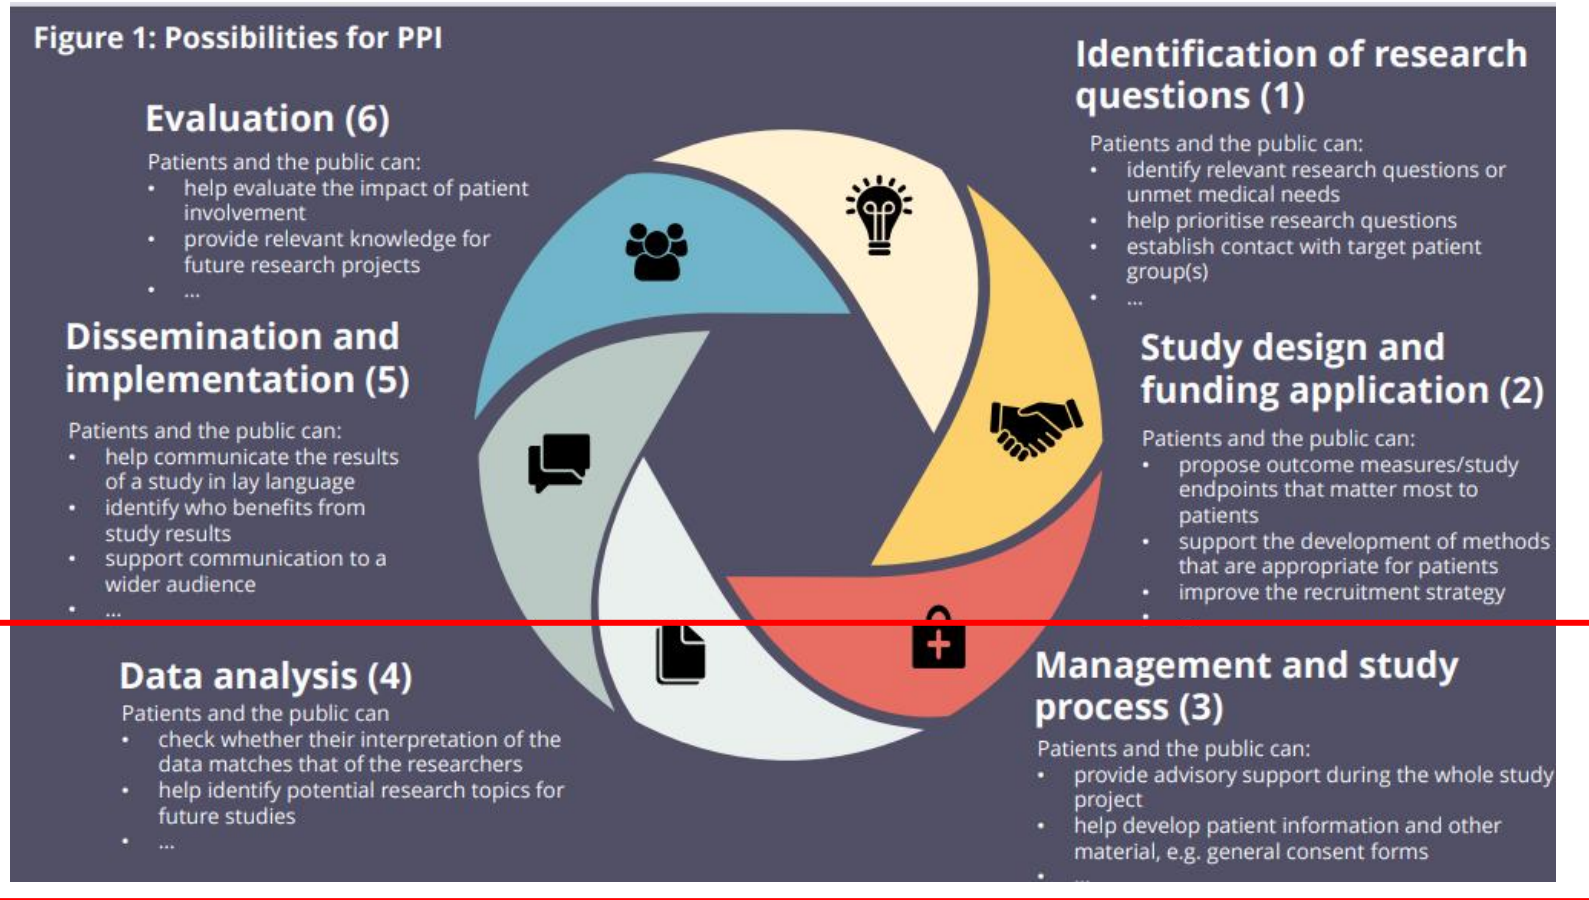 Figure 1: Possibilities for PPI
Identification of research
questions (1)
Patients and the public can:
• identify relevant research questions or
unmet medical needs
• help prioritise research questions
• establish contact with target patient
group(s)
• ...
Study design and
funding application (2)
Patients and the public can:
• propose outcome measures/study
endpoints that matter most to
patients
• support the development of methods
that are appropriate for patients
• improve the recruitment strategy
• ...
Management and study
process (3)
Patients and the public can:
• provide advisory support during the whole study
project
• help develop patient information and other
material, e.g. general consent forms
• ...
Data analysis (4)
Patients and the public can
• check whether their interpretation of the
data matches that of the researchers
• help identify potential research topics for
future studies
• ...
Dissemination and
implementation (5)
Patients and the public can:
• help communicate the results
of a study in lay language
• identify who benefits from
study results
• support communication to a
wider audience
• ...
Evaluation (6)
Patients and the public can:
• help evaluate the impact of patient
involvement
• provide relevant knowledge for
future research projects
• ...